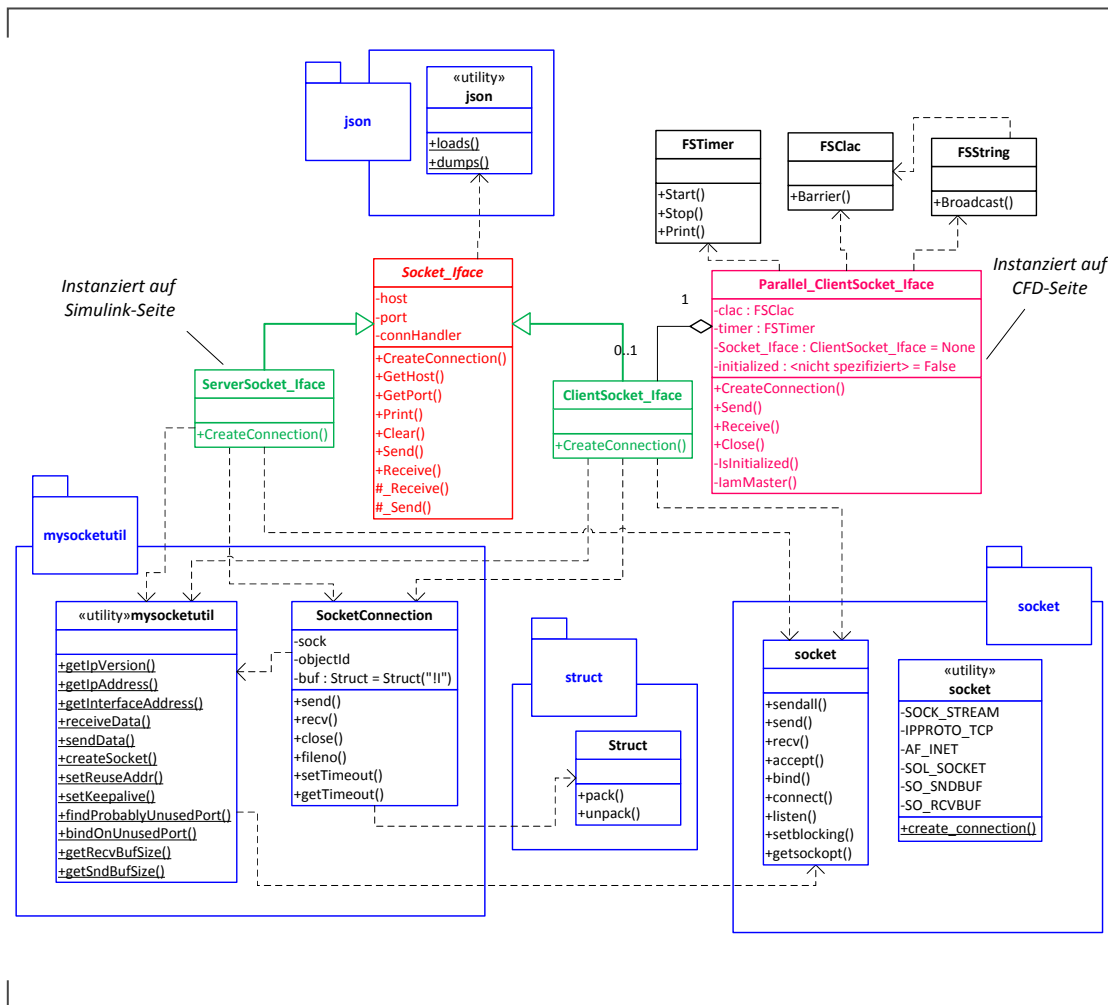 json
«utility»
json
+loads()
+dumps()
FSTimer
+Start()
+Stop()
+Print()
FSClac
+Barrier()
FSString
+Broadcast()
Instanziert auf
Simulink-Seite
Socket_Iface
-host
-port
-connHandler
+CreateConnection()
+GetHost()
+GetPort()
+Print()
+Clear()
+Send()
+Receive()
#_Receive()
#_Send()
Instanziert auf
CFD-Seite
Parallel_ClientSocket_Iface
-clac : FSClac
-timer : FSTimer
-Socket_Iface : ClientSocket_Iface = None
-initialized : <nicht spezifiziert> = False
+CreateConnection()
+Send()
+Receive()
+Close()
-IsInitialized()
-IamMaster()
1
0..1
ServerSocket_Iface
+CreateConnection()
ClientSocket_Iface
+CreateConnection()
mysocketutil
«utility»mysocketutil
+getIpVersion()
+getIpAddress()
+getInterfaceAddress()
+receiveData()
+sendData()
+createSocket()
+setReuseAddr()
+setKeepalive()
+findProbablyUnusedPort()
+bindOnUnusedPort()
+getRecvBufSize()
+getSndBufSize()
SocketConnection
-sock
-objectId
-buf : Struct = Struct("!I")
+send()
+recv()
+close()
+fileno()
+setTimeout()
+getTimeout()
struct
Struct
+pack()
+unpack()
socket
socket
+sendall()
+send()
+recv()
+accept()
+bind()
+connect()
+listen()
+setblocking()
+getsockopt()
«utility»
socket
-SOCK_STREAM
-IPPROTO_TCP
-AF_INET
-SOL_SOCKET
-SO_SNDBUF
-SO_RCVBUF
+create_connection()